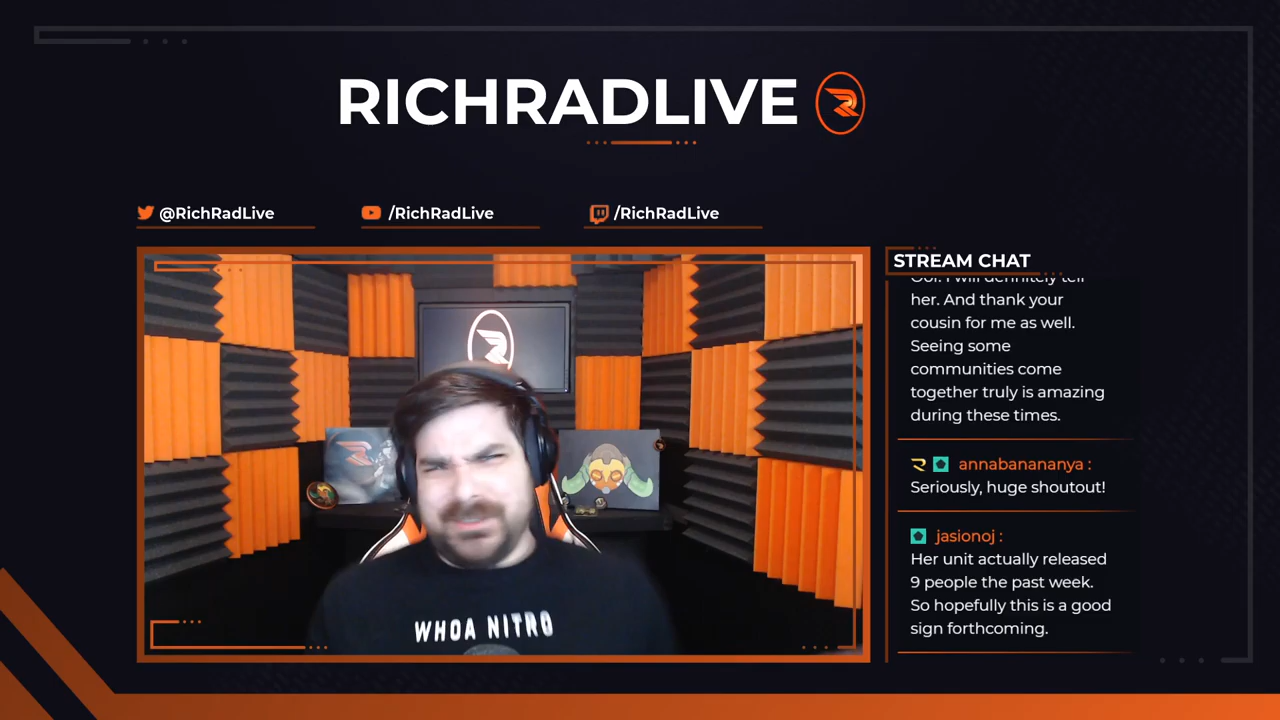 RICHRADLIVE
@RichRadLive
/RichRadLive
/RichRadLive
WHOA NITRO
STREAM CHAT
her. And thank your
cousin for me as well.
Seeing some
communities come
together truly is amazing
during these times.
annabanananya :
Seriously, huge shoutout!
jasionoj :
Her unit actually released
9 people the past week.
So hopefully this is a good
sign forthcoming.